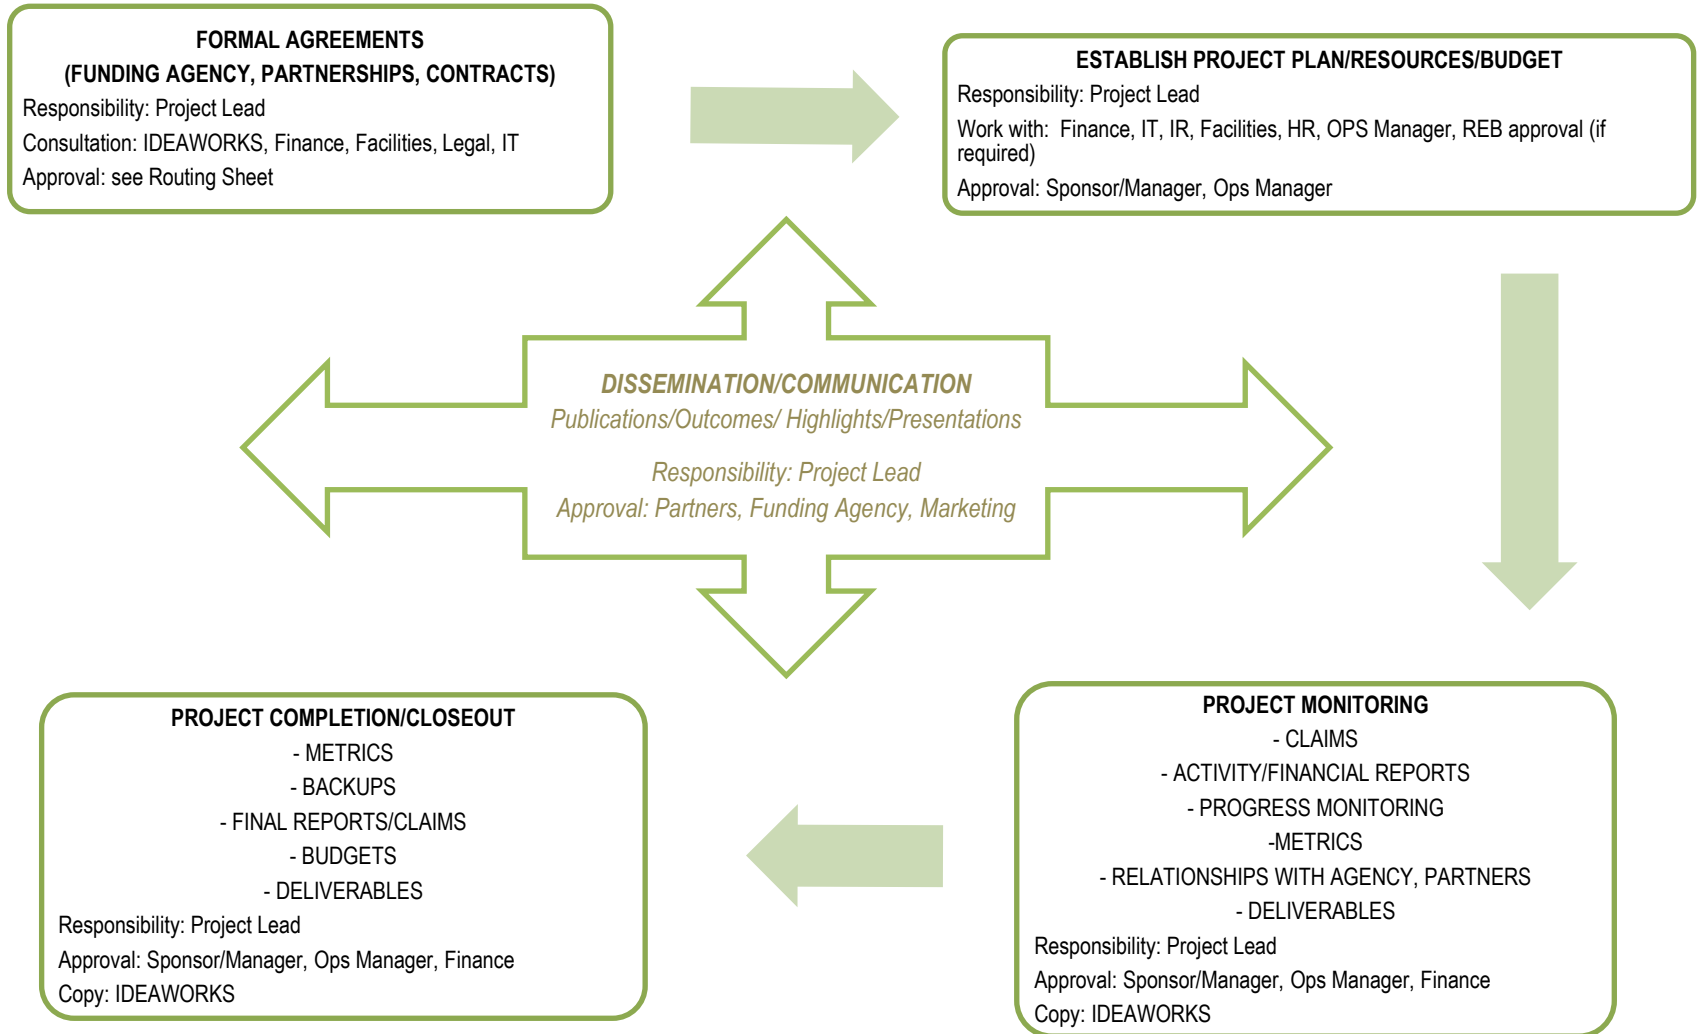 FORMAL AGREEMENTS
(FUNDING AGENCY, PARTNERSHIPS, CONTRACTS)
Responsibility: Project Lead
Consultation: IDEAWORKS, Finance, Facilities, Legal, IT
Approval: see Routing Sheet
ESTABLISH PROJECT PLAN/RESOURCES/BUDGET
Responsibility: Project Lead
Work with:  Finance, IT, IR, Facilities, HR, OPS Manager, REB approval (if
required)
Approval: Sponsor/Manager, Ops Manager
DISSEMINATION/COMMUNICATION
Publications/Outcomes/ Highlights/Presentations
Responsibility: Project Lead
Approval: Partners, Funding Agency, Marketing
PROJECT COMPLETION/CLOSEOUT
- METRICS
- BACKUPS
- FINAL REPORTS/CLAIMS
- BUDGETS
- DELIVERABLES
Responsibility: Project Lead
Approval: Sponsor/Manager, Ops Manager, Finance
Copy: IDEAWORKS
PROJECT MONITORING
- CLAIMS
- ACTIVITY/FINANCIAL REPORTS
- PROGRESS MONITORING
-METRICS
- RELATIONSHIPS WITH AGENCY, PARTNERS
- DELIVERABLES
Responsibility: Project Lead
Approval: Sponsor/Manager, Ops Manager, Finance
Copy: IDEAWORKS